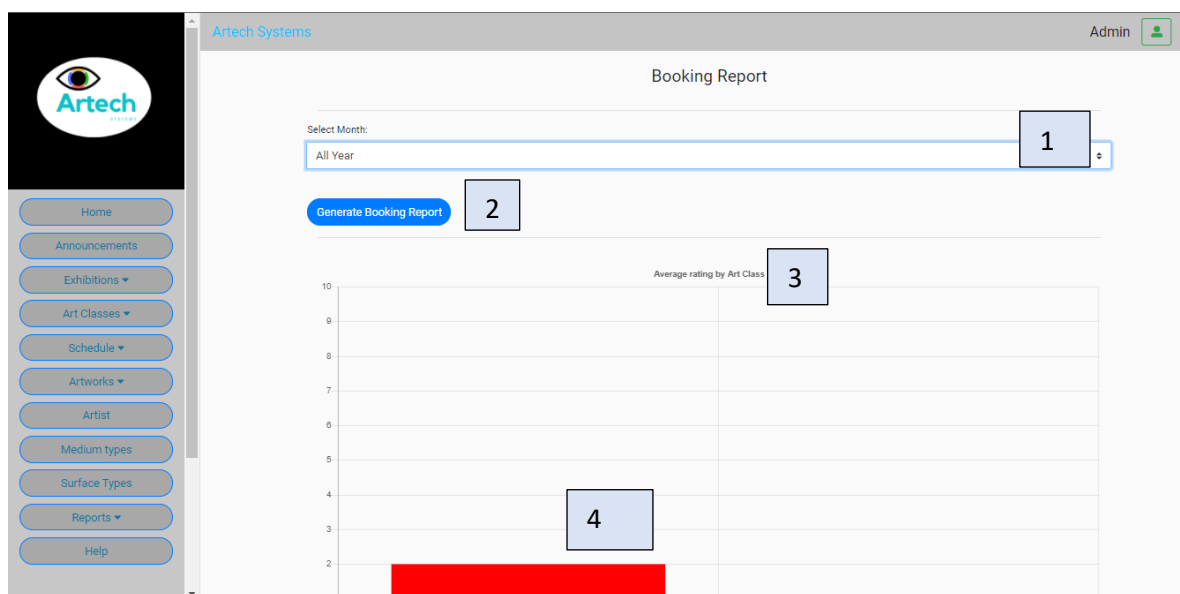 Artech Systems
Admin
Artech
SYSTEMS
Home
Announcements
Exhibitions
Art Classes
Schedule
Artworks
Artist
Medium types
Surface Types
Reports
Help
Booking Report
Select Month:
All Year
1
Generate Booking Report
2
Average rating by Art Class
3
10
9
8
7
6
5
4
3
2
4